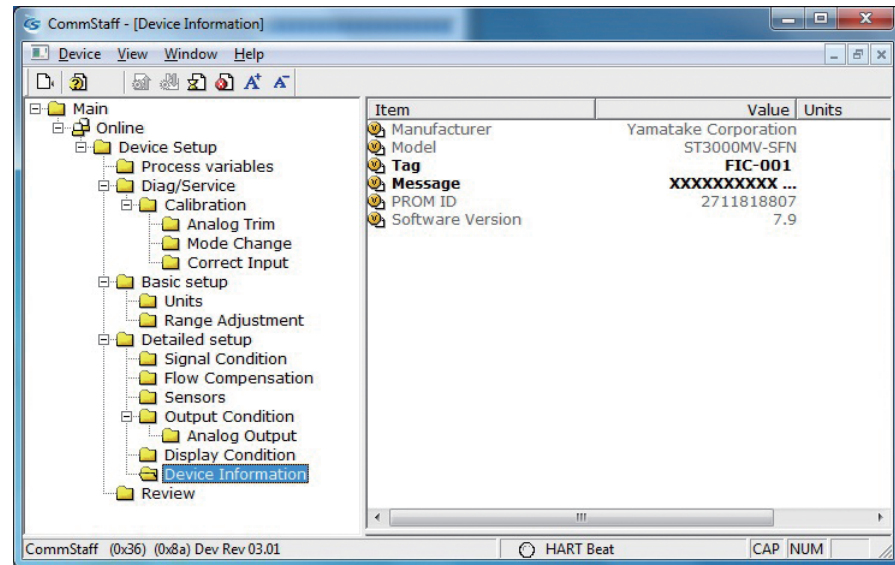 CommStaff - [Device Information]
Device View Window Help
Main
Online
Device Setup
Process variables
Diag/Service
Calibration
Analog Trim
Mode Change
Correct Input
Basic setup
Units
Range Adjustment
Detailed setup
Signal Condition
Flow Compensation
Sensors
Output Condition
Analog Output
Display Condition
Device Information
Review
Item Value Units
Manufacturer Yamatake Corporation
Model ST3000MV-SFN
Tag FIC-001
Message XXXXXXXXXX ...
PROM ID 2711818807
Software Version 7.9
CommStaff (0x36) (0x8a) Dev Rev 03.01 HART Beat CAP NUM